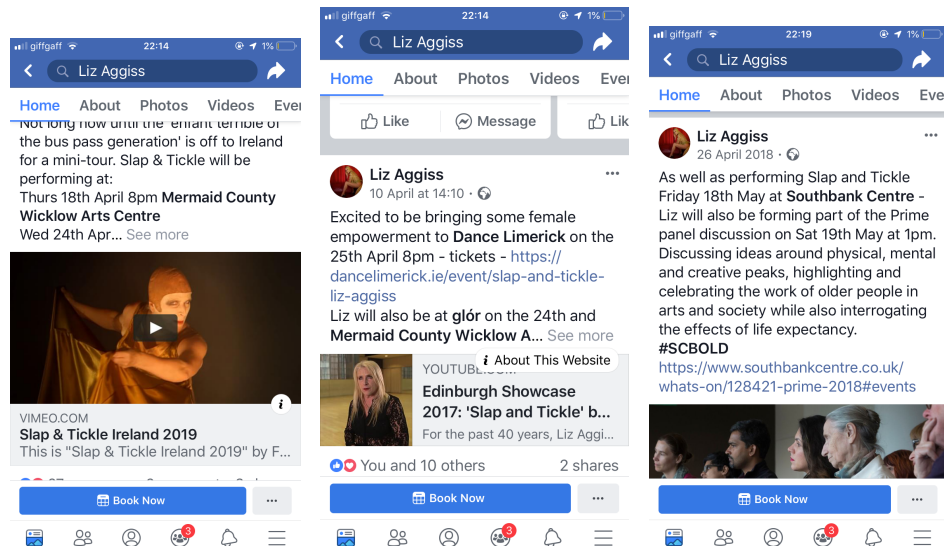 giffgaff 22:14 1%
Liz Aggiss
Home About Photos Videos Ever
Not long now until the 'enfant terrible of
the bus pass generation' is off to Ireland
for a mini-tour. Slap & Tickle will be
performing at:
Thurs 18th April 8pm Mermaid County
Wicklow Arts Centre
Wed 24th Apr... See more
VIMEO.COM
Slap & Tickle Ireland 2019
This is "Slap & Tickle Ireland 2019" by F...
Book Now
3
giffgaff 22:14 1%
Liz Aggiss
Home About Photos Videos Ever
Like Message Lik
Liz Aggiss
10 April at 14:10 ·
Excited to be bringing some female
empowerment to Dance Limerick on the
25th April 8pm - tickets - https://
dancelimerick.ie/event/slap-and-tickle-
liz-aggiss
Liz will also be at glór on the 24th and
Mermaid County Wicklow A... See more
i About This Website
YOUTUBE.COM
Edinburgh Showcase
2017: 'Slap and Tickle' b...
For the past 40 years, Liz Aggi...
You and 10 others 2 shares
Book Now
3
giffgaff 22:19 1%
Liz Aggiss
Home About Photos Videos Eve
Liz Aggiss
26 April 2018 ·
As well as performing Slap and Tickle
Friday 18th May at Southbank Centre -
Liz will also be forming part of the Prime
panel discussion on Sat 19th May at 1pm.
Discussing ideas around physical, mental
and creative peaks, highlighting and
celebrating the work of older people in
arts and society while also interrogating
the effects of life expectancy.
#SCBOLD
https://www.southbankcentre.co.uk/
whats-on/128421-prime-2018#events
Book Now
3